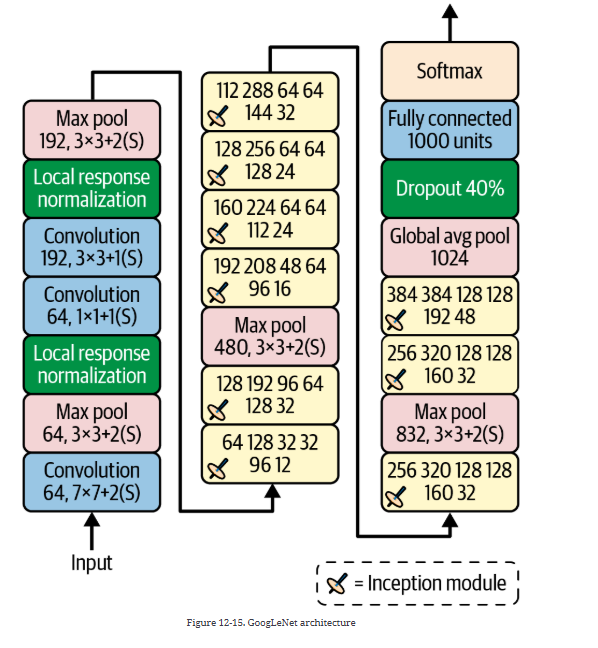 Max pool
192, 3×3+2(S)
Local response
normalization
Convolution
192, 3×3+1(S)
Convolution
64, 1×1+1(S)
Local response
normalization
Max pool
64, 3×3+2(S)
Convolution
64, 7×7+2(S)
Input
112 288 64 64
144 32
128 256 64 64
128 24
160 224 64 64
112 24
192 208 48 64
96 16
Max pool
480, 3×3+2(S)
128 192 96 64
128 32
64 128 32 32
96 12
Softmax
Fully connected
1000 units
Dropout 40%
Global avg pool
1024
384 384 128 128
192 48
256 320 128 128
160 32
Max pool
832, 3×3+2(S)
256 320 128 128
160 32
= Inception module
Figure 12-15. GoogLeNet architecture